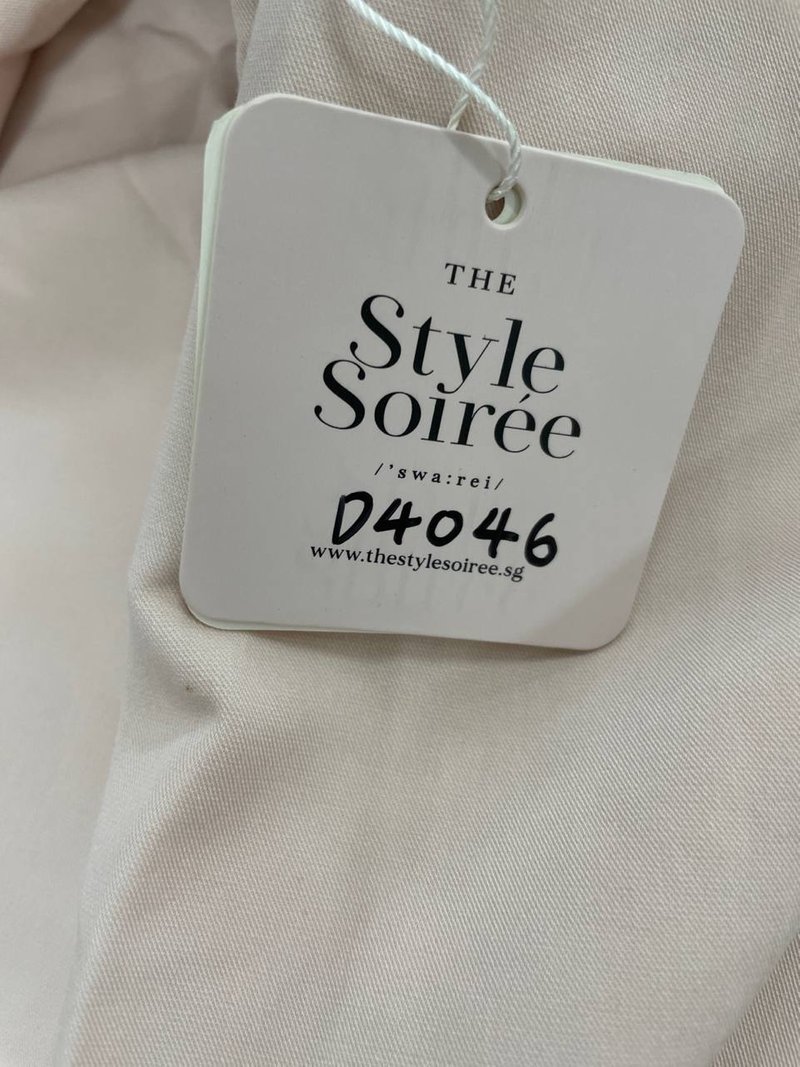 THE
Style
Soirée
/'swa:rei/
D4046
www.thestylesoiree.sg